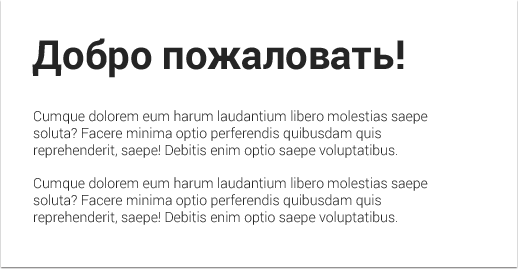 Добро пожаловать!
Cumque dolorem eum harum laudantium libero molestias saepe
soluta? Facere minima optio perferendis quibusdam quis
reprehenderit, saepe! Debitis enim optio saepe voluptatibus.
Cumque dolorem eum harum laudantium libero molestias saepe
soluta? Facere minima optio perferendis quibusdam quis
reprehenderit, saepe! Debitis enim optio saepe voluptatibus.